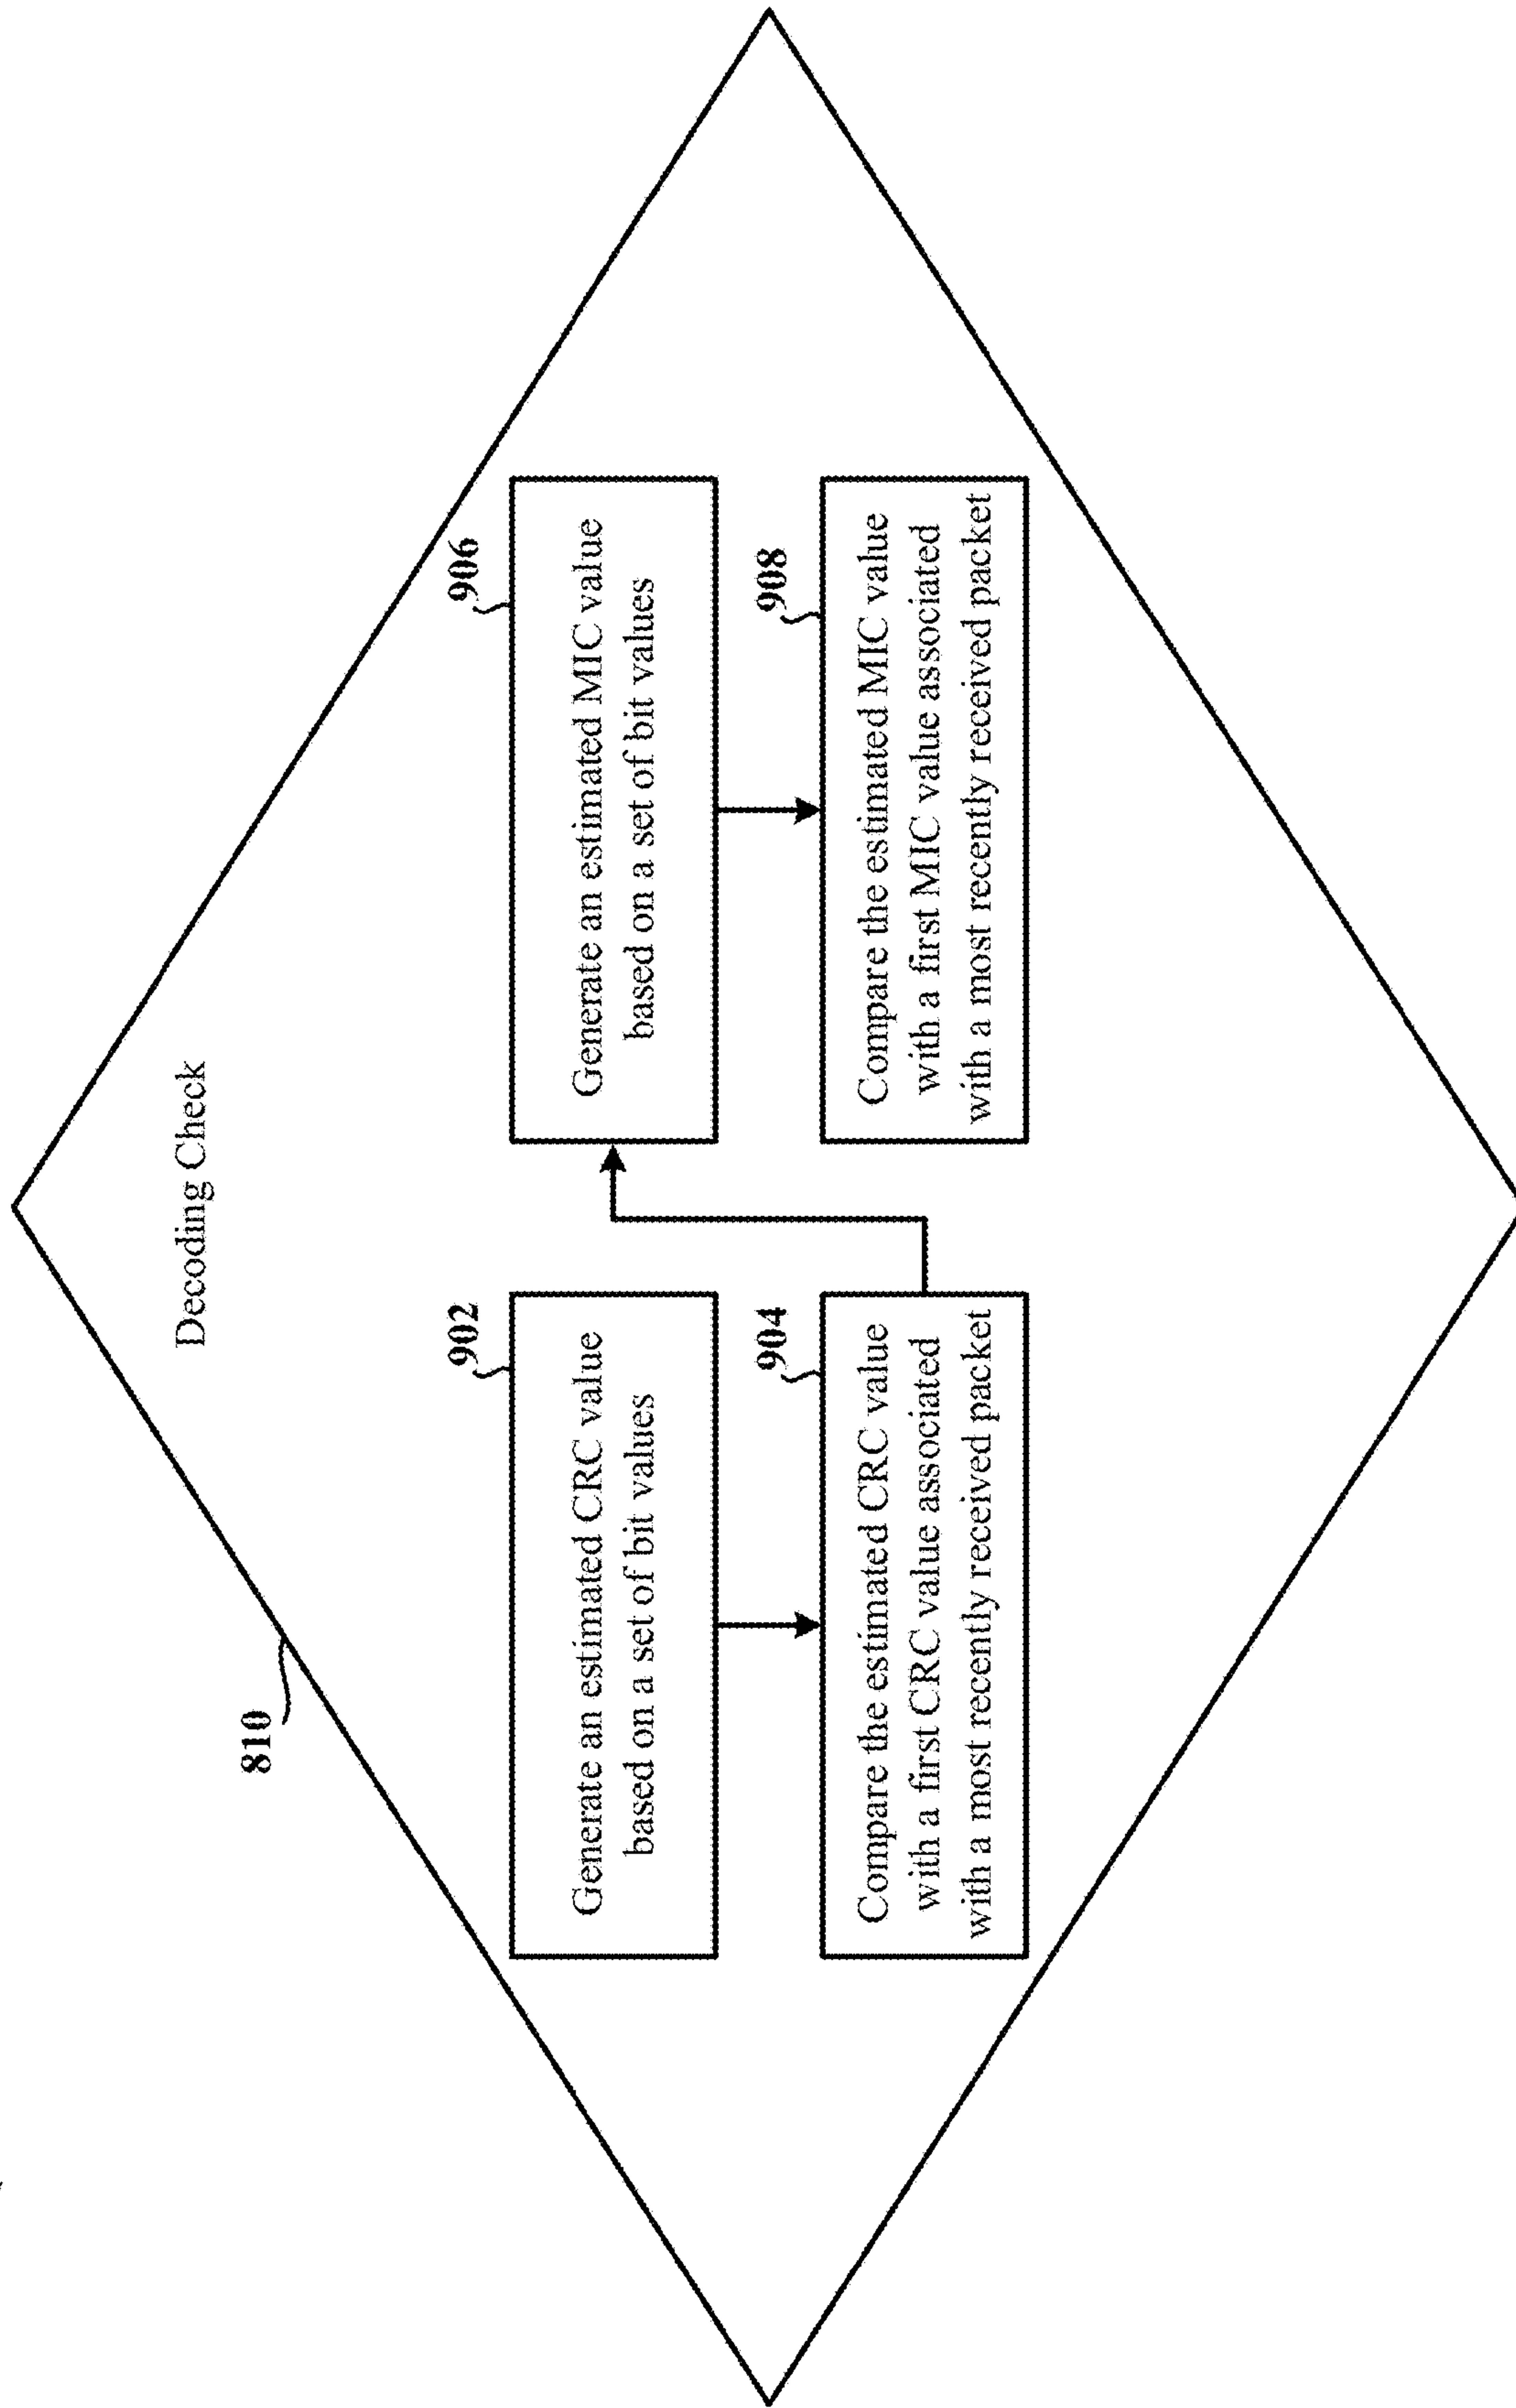 Decoding Check
810
902
Generate an estimated CRC value
based on a set of bit values
904
Compare the estimated CRC value
with a first CRC value associated
with a most recently received packet
906
Generate an estimated MIC value
based on a set of bit values
908
Compare the estimated MIC value
with a first MIC value associated
with a most recently received packet